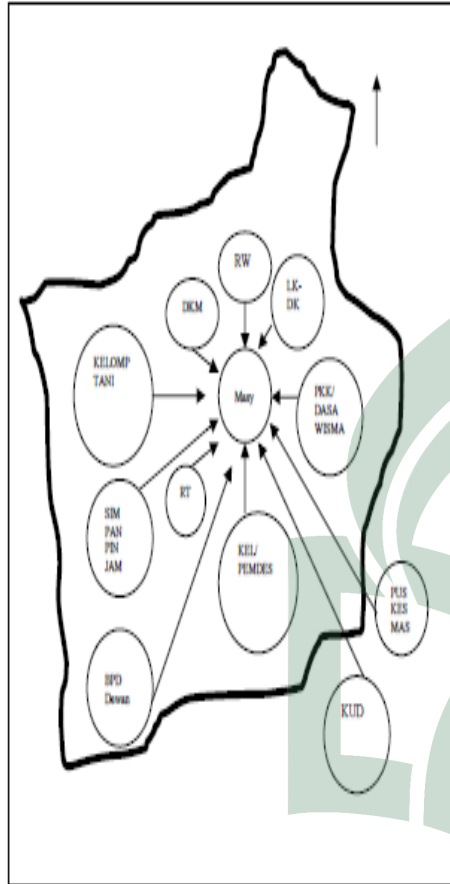 RW
LK-
DK
DKM
KELOMP
TANI
Masy
PKK/
DASA
WISMA
SIM
PAN
PIN
JAM
RT
KEL/
PEMDES
PUS
KES
MAS
BPD
Dewan
KUD